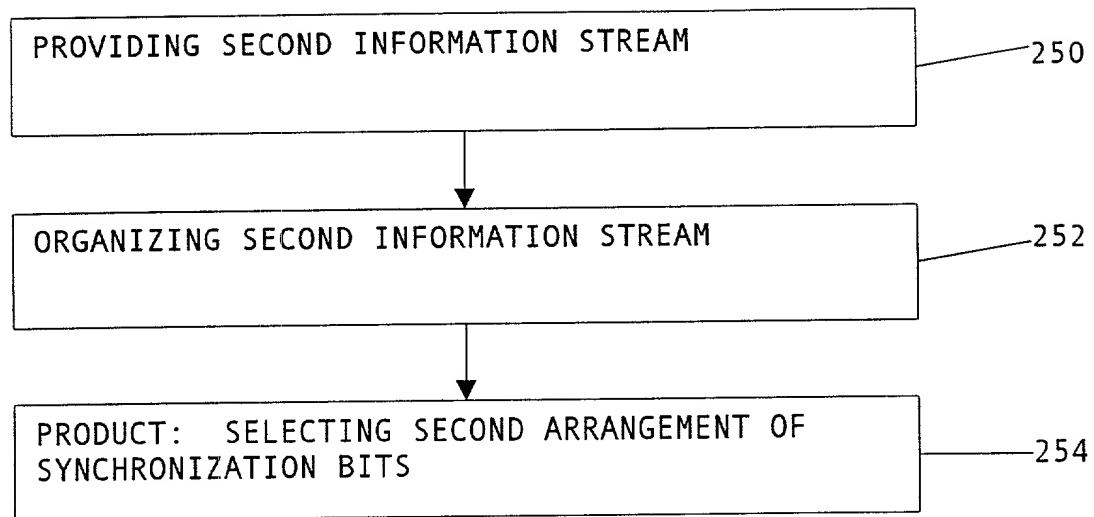 PROVIDING SECOND INFORMATION STREAM
250
ORGANIZING SECOND INFORMATION STREAM
252
PRODUCT: SELECTING SECOND ARRANGEMENT OF
SYNCHRONIZATION BITS
254